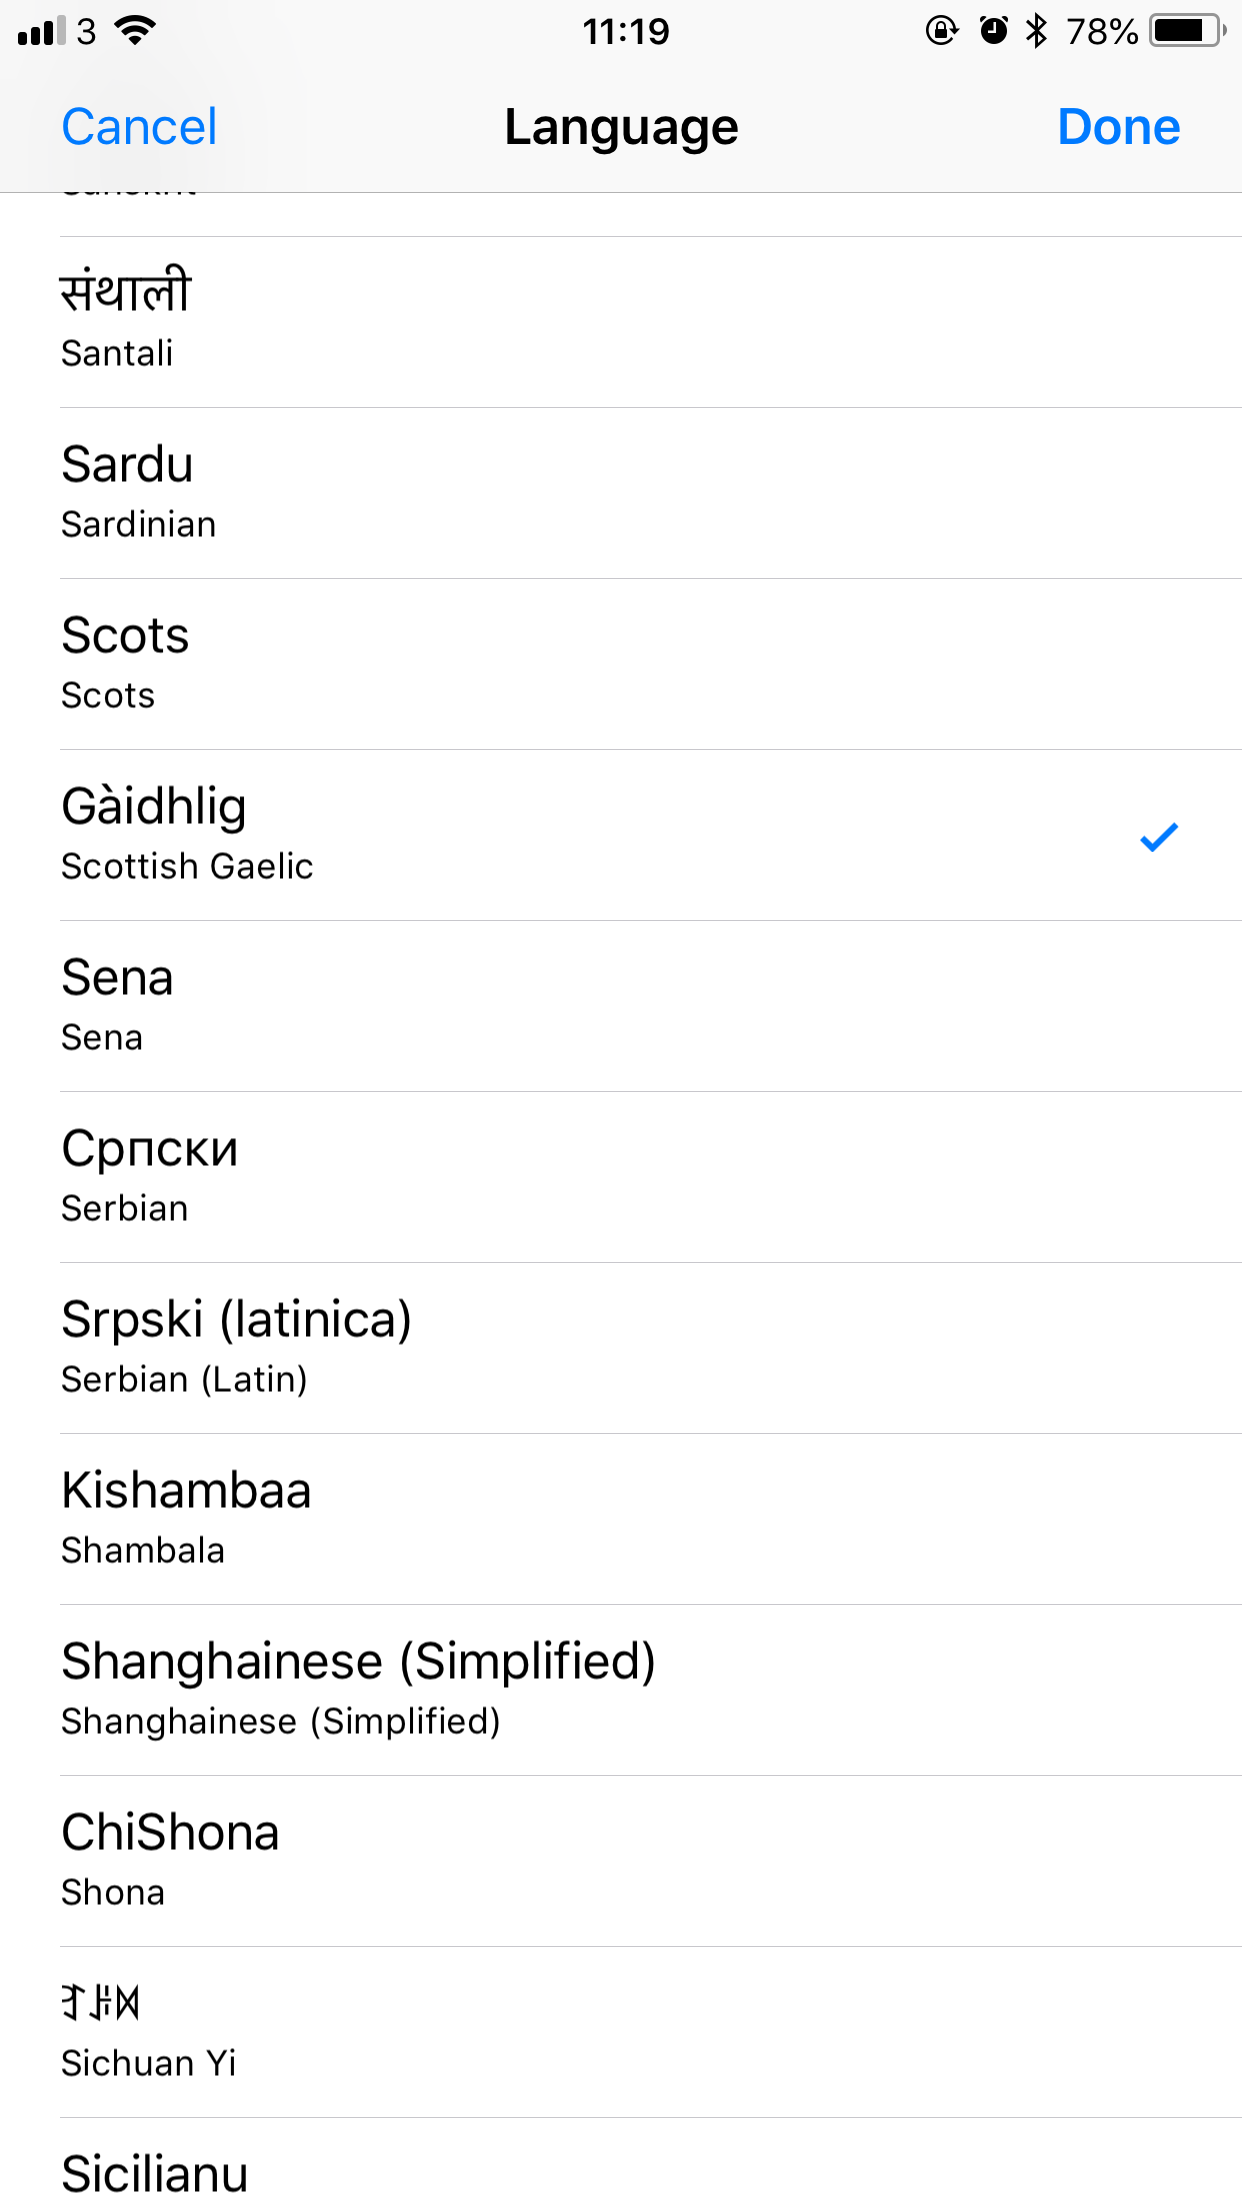 3 11:19 78%
Cancel Language Done
Sanskrit
संथाली
Santali
Sardu
Sardinian
Scots
Scots
Gàidhlig
Scottish Gaelic
Sena
Sena
Српски
Serbian
Srpski (latinica)
Serbian (Latin)
Kishambaa
Shambala
Shanghainese (Simplified)
Shanghainese (Simplified)
ChiShona
Shona
ꆈꌠꉙ
Sichuan Yi
Sicilianu